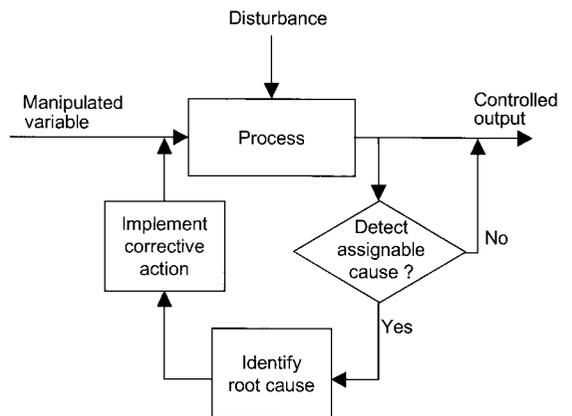 Disturbance
Manipulated
variable
Process
Controlled
output
Implement
corrective
action
Detect
assignable
cause ?
No
Yes
Identify
root cause